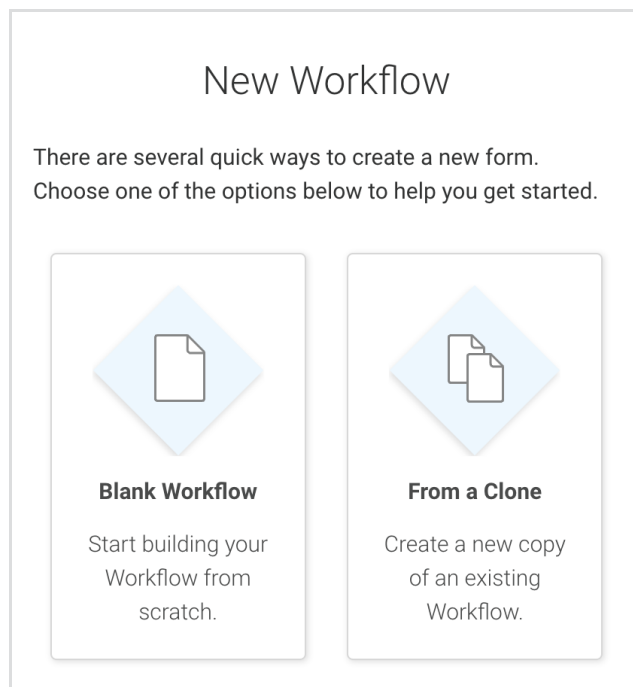 New Workflow
There are several quick ways to create a new form.
Choose one of the options below to help you get started.
Blank Workflow
Start building your
Workflow from
scratch.
From a Clone
Create a new copy
of an existing
Workflow.